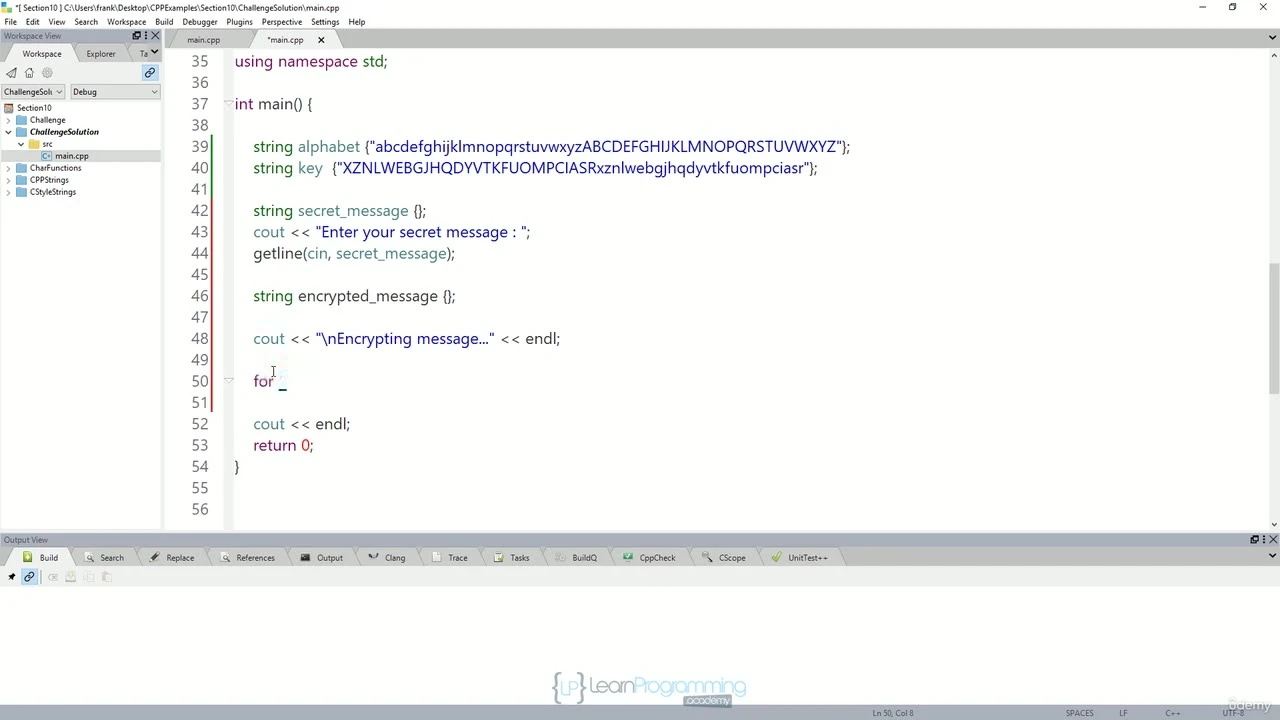 *[ Section10 ] C:\Users\frank\Desktop\CPPExamples\Section10\ChallengeSolution\main.cpp
File Edit View Search Workspace Build Debugger Plugins Perspective Settings Help
Workspace View
main.cpp *main.cpp
Workspace Explorer Ta
ChallengeSolu Debug
Section10
Challenge
ChallengeSolution
src
main.cpp
CharFunctions
CPPStrings
CStyleStrings
35 using namespace std;
36
37 int main() {
38
39 string alphabet {"abcdefghijklmnopqrstuvwxyzABCDEFGHIJKLMNOPQRSTUVWXYZ"};
40 string key {"XZNLWEBGJHQDYVTKFUOMPCIASRxznlwebgjhqdyvtkfuompciasr"};
41
42 string secret_message {};
43 cout << "Enter your secret message : ";
44 getline(cin, secret_message);
45
46 string encrypted_message {};
47
48 cout << "\nEncrypting message..." << endl;
49
50 for
51
52 cout << endl;
53 return 0;
54 }
55
56
Output View
Build Search Replace References Output Clang Trace Tasks BuildQ CppCheck CScope UnitTest++
{LP} LearnProgramming
academy
udemy
Ln 50, Col 8 SPACES LF C++ UTF-8